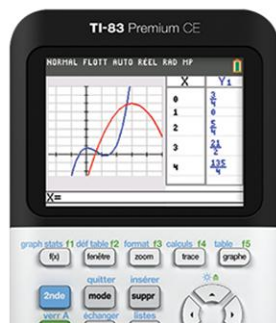 TI-83 Premium CE
NORMAL FLOTT AUTO RÉEL RAD MP
X Y1
0 3/4
1 0
2 5/4
3 21/2
4 135/4
X=
graph stats f1 déf table f2 format f3 calculs f4 table f5
f(x) fenêtre zoom trace graphe
quitter insérer
2nde mode suppr
verr A échanger listes